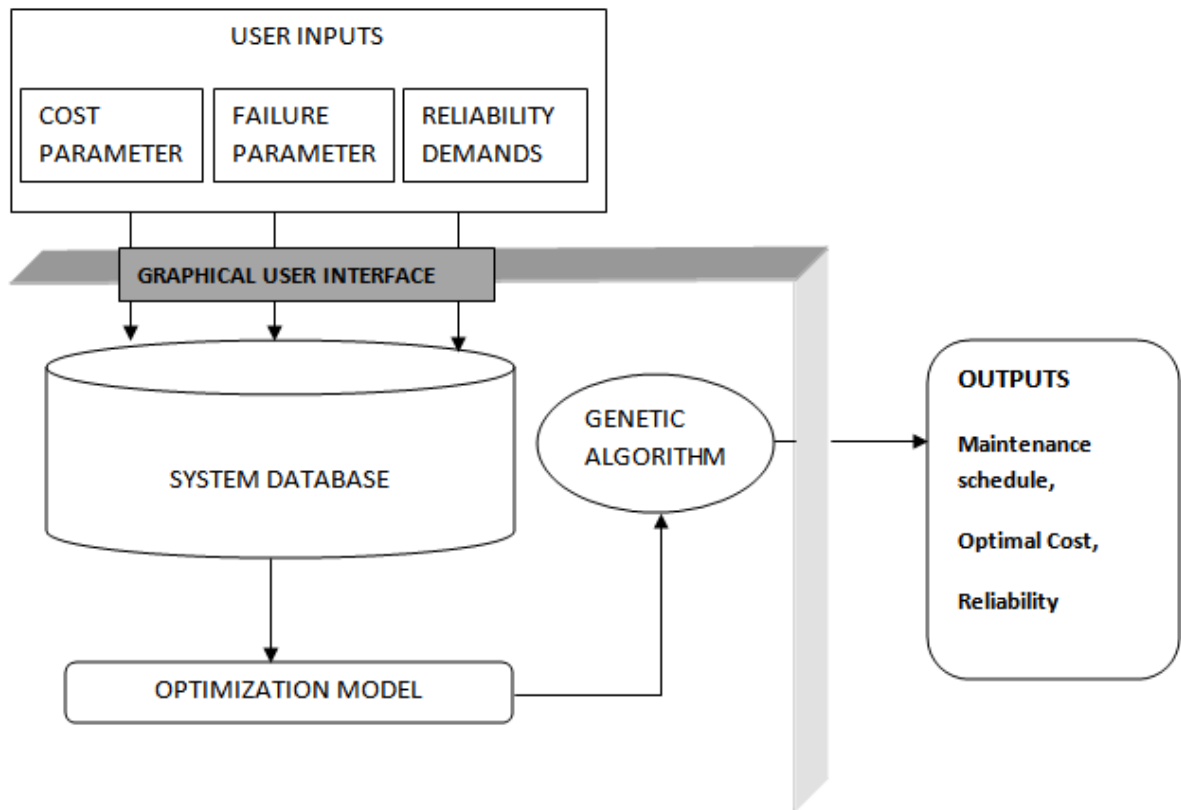 USER INPUTS
COST
PARAMETER
FAILURE
PARAMETER
RELIABILITY
DEMANDS
GRAPHICAL USER INTERFACE
SYSTEM DATABASE
OPTIMIZATION MODEL
GENETIC
ALGORITHM
OUTPUTS
Maintenance
schedule,
Optimal Cost,
Reliability